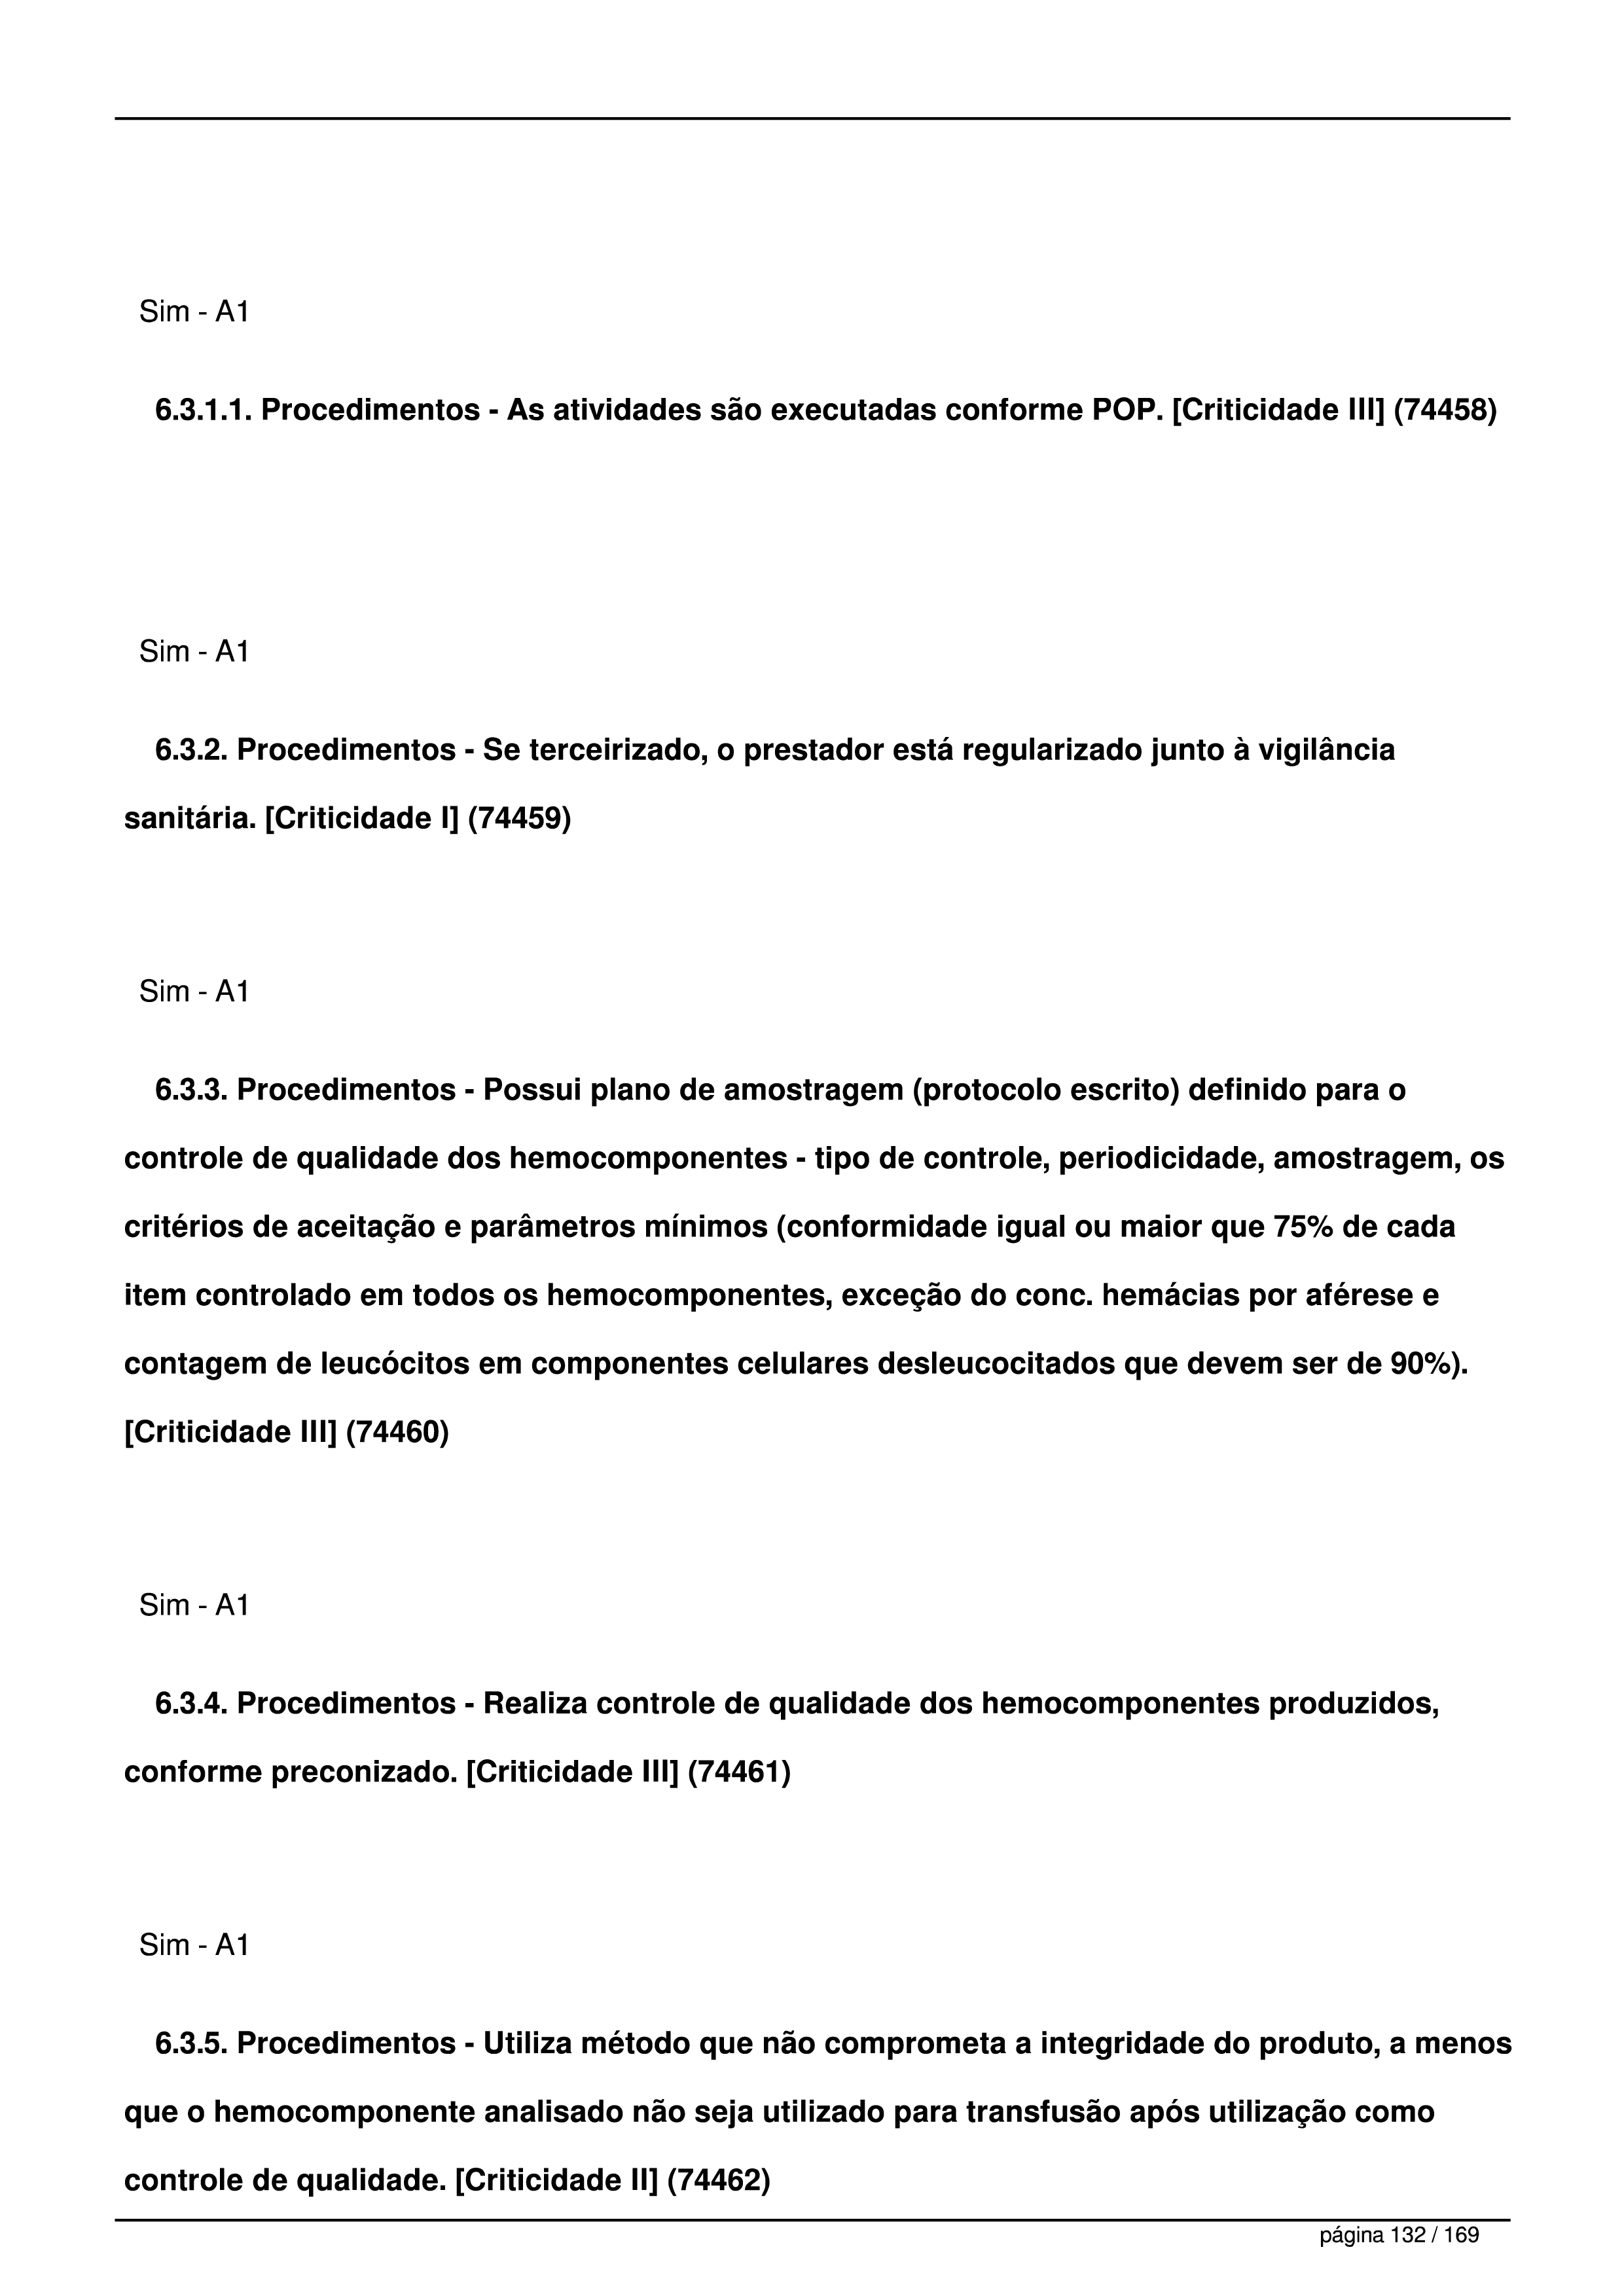 Sim - A1
6.3.1.1. Procedimentos - As atividades são executadas conforme POP. [Criticidade III] (74458)
Sim - A1
6.3.2. Procedimentos - Se terceirizado, o prestador está regularizado junto à vigilância
sanitária. [Criticidade I] (74459)
Sim - A1
6.3.3. Procedimentos - Possui plano de amostragem (protocolo escrito) definido para o
controle de qualidade dos hemocomponentes - tipo de controle, periodicidade, amostragem, os
critérios de aceitação e parâmetros mínimos (conformidade igual ou maior que 75% de cada
item controlado em todos os hemocomponentes, exceção do conc. hemácias por aférese e
contagem de leucócitos em componentes celulares desleucocitados que devem ser de 90%).
[Criticidade III] (74460)
Sim - A1
6.3.4. Procedimentos - Realiza controle de qualidade dos hemocomponentes produzidos,
conforme preconizado. [Criticidade III] (74461)
Sim - A1
6.3.5. Procedimentos - Utiliza método que não comprometa a integridade do produto, a menos
que o hemocomponente analisado não seja utilizado para transfusão após utilização como
controle de qualidade. [Criticidade II] (74462)
página 132 / 169